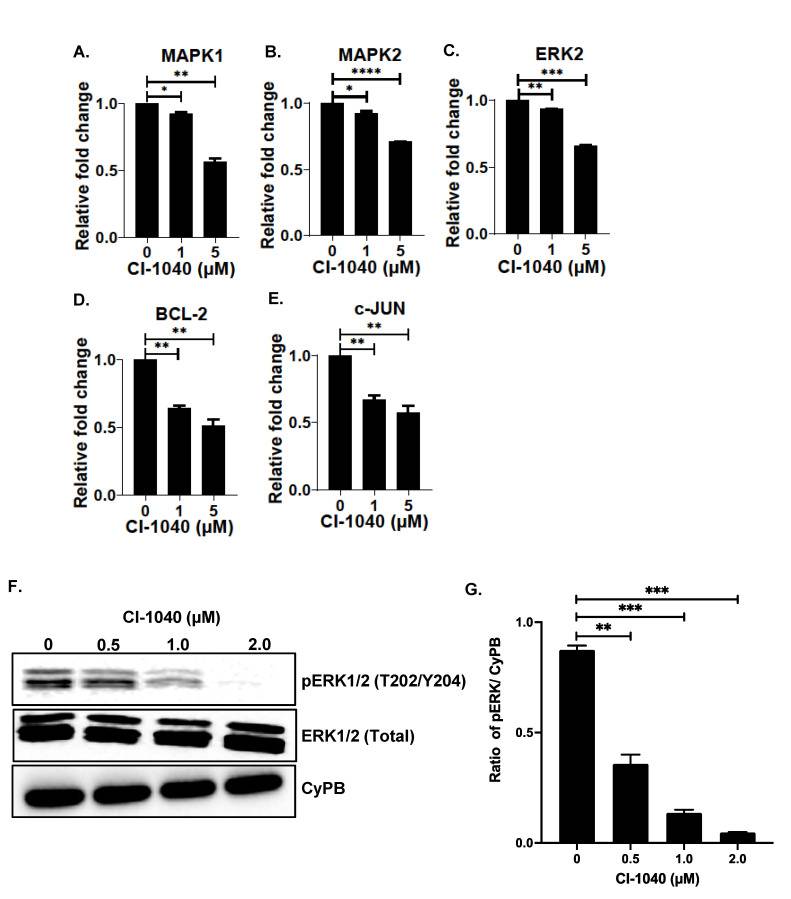 A.
MAPK1
**
*
Relative fold change
1.0
0.5
0.0
0 1 5
CI-1040 (µM)
B.
MAPK2
****
*
Relative fold change
1.0
0.5
0.0
0 1 5
CI-1040 (µM)
C.
ERK2
***
**
Relative fold change
1.0
0.5
0.0
0 1 5
CI-1040 (µM)
D.
BCL-2
**
**
Relative fold change
1.0
0.5
0.0
0 1 5
CI-1040 (µM)
E.
c-JUN
**
**
Relative fold change
1.0
0.5
0.0
0 1 5
CI-1040 (µM)
F.
CI-1040 (µM)
0 0.5 1.0 2.0
pERK1/2 (T202/Y204)
ERK1/2 (Total)
CyPB
G.
***
***
**
Ratio of pERK/ CyPB
1.0
0.5
0.0
0 0.5 1.0 2.0
CI-1040 (µM)